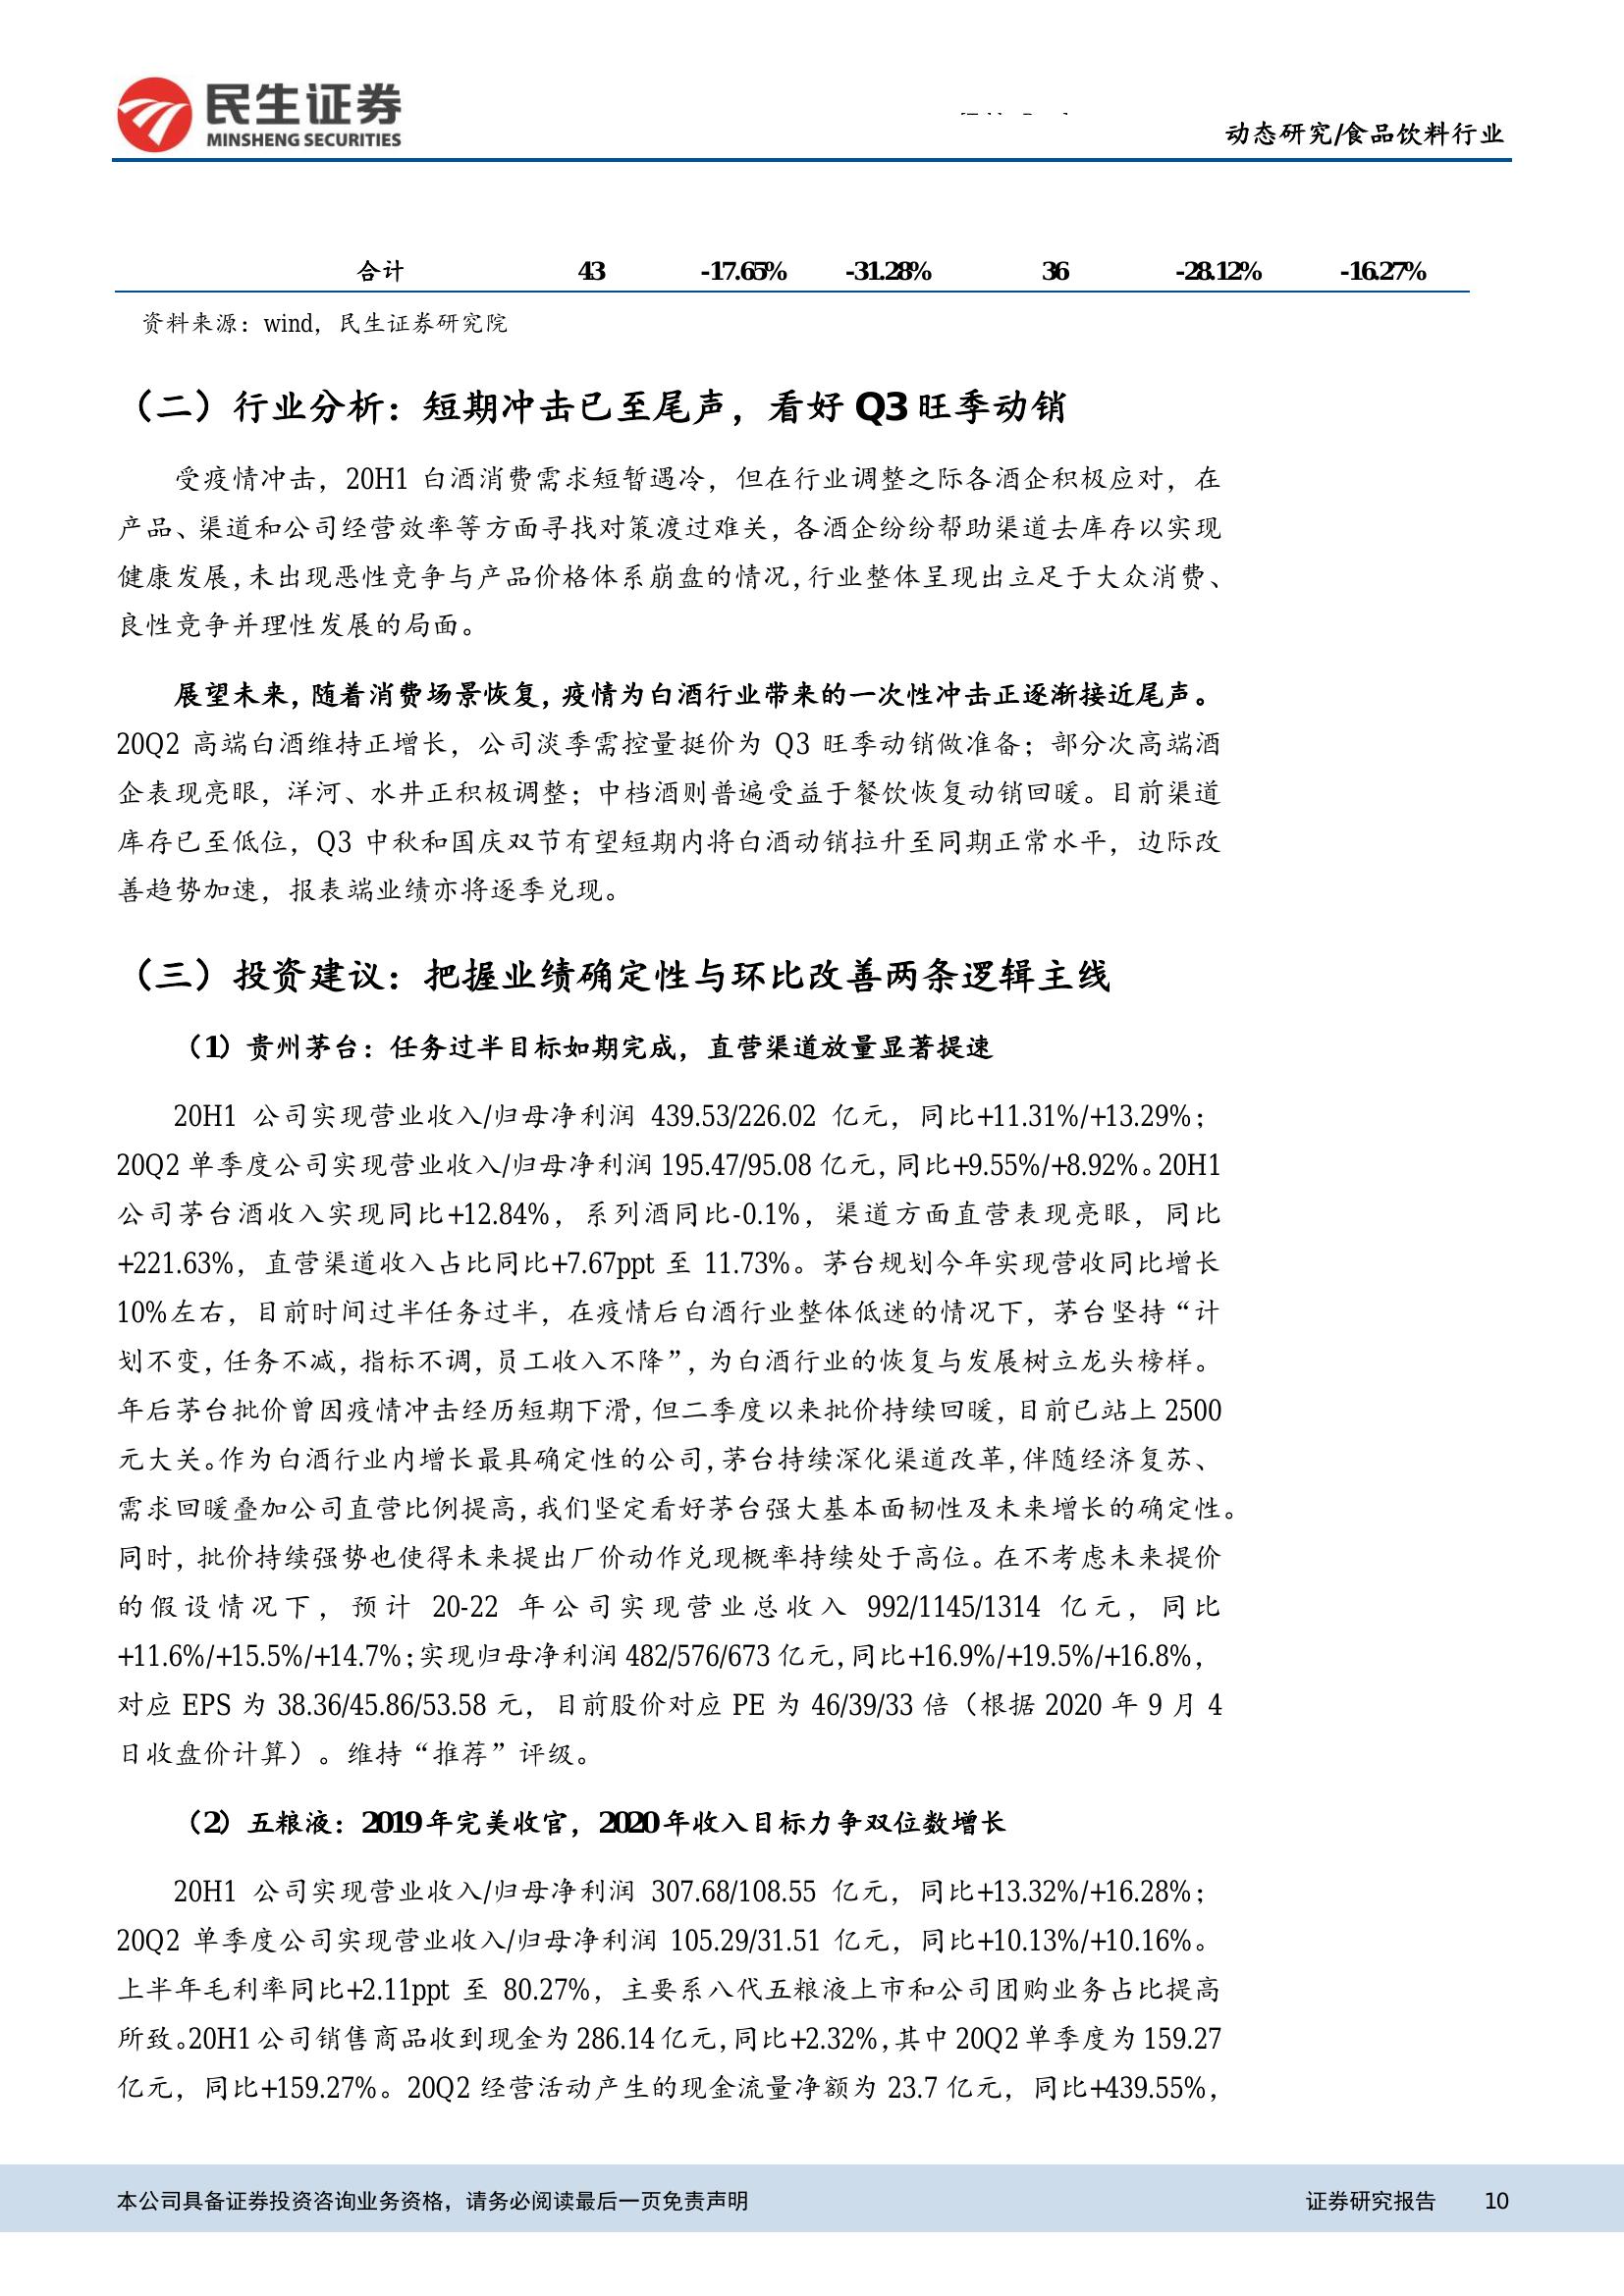 民生证券
MINSHENG SECURITIES
动态研究/食品饮料行业
合计 43 -17.65% -31.28% 36 -28.12% -16.27%
资料来源：wind，民生证券研究院
（二）行业分析：短期冲击已至尾声，看好 Q3 旺季动销
受疫情冲击，20H1 白酒消费需求短暂遇冷，但在行业调整之际各酒企积极应对，在
产品、渠道和公司经营效率等方面寻找对策渡过难关，各酒企纷纷帮助渠道去库存以实现
健康发展，未出现恶性竞争与产品价格体系崩盘的情况，行业整体呈现出立足于大众消费、
良性竞争并理性发展的局面。
展望未来，随着消费场景恢复，疫情为白酒行业带来的一次性冲击正逐渐接近尾声。
20Q2 高端白酒维持正增长，公司淡季需控量挺价为 Q3 旺季动销做准备；部分次高端酒
企表现亮眼，洋河、水井正积极调整；中档酒则普遍受益于餐饮恢复动销回暖。目前渠道
库存已至低位，Q3 中秋和国庆双节有望短期内将白酒动销拉升至同期正常水平，边际改
善趋势加速，报表端业绩亦将逐季兑现。
（三）投资建议：把握业绩确定性与环比改善两条逻辑主线
（1）贵州茅台：任务过半目标如期完成，直营渠道放量显著提速
20H1 公司实现营业收入/归母净利润 439.53/226.02 亿元，同比+11.31%/+13.29%；
20Q2 单季度公司实现营业收入/归母净利润 195.47/95.08 亿元，同比+9.55%/+8.92%。20H1
公司茅台酒收入实现同比+12.84%，系列酒同比-0.1%，渠道方面直营表现亮眼，同比
+221.63%，直营渠道收入占比同比+7.67ppt 至 11.73%。茅台规划今年实现营收同比增长
10%左右，目前时间过半任务过半，在疫情后白酒行业整体低迷的情况下，茅台坚持“计
划不变，任务不减，指标不调，员工收入不降”，为白酒行业的恢复与发展树立龙头榜样。
年后茅台批价曾因疫情冲击经历短期下滑，但二季度以来批价持续回暖，目前已站上 2500
元大关。作为白酒行业内增长最具确定性的公司，茅台持续深化渠道改革，伴随经济复苏、
需求回暖叠加公司直营比例提高，我们坚定看好茅台强大基本面韧性及未来增长的确定性。
同时，批价持续强势也使得未来提出厂价动作兑现概率持续处于高位。在不考虑未来提价
的假设情况下，预计 20-22 年公司实现营业总收入 992/1145/1314 亿元，同比
+11.6%/+15.5%/+14.7%；实现归母净利润 482/576/673 亿元，同比+16.9%/+19.5%/+16.8%，
对应 EPS 为 38.36/45.86/53.58 元，目前股价对应 PE 为 46/39/33 倍（根据 2020 年 9 月 4
日收盘价计算）。维持“推荐”评级。
（2）五粮液：2019 年完美收官，2020 年收入目标力争双位数增长
20H1 公司实现营业收入/归母净利润 307.68/108.55 亿元，同比+13.32%/+16.28%；
20Q2 单季度公司实现营业收入/归母净利润 105.29/31.51 亿元，同比+10.13%/+10.16%。
上半年毛利率同比+2.11ppt 至 80.27%，主要系八代五粮液上市和公司团购业务占比提高
所致。20H1 公司销售商品收到现金为 286.14 亿元，同比+2.32%，其中 20Q2 单季度为 159.27
亿元，同比+159.27%。20Q2 经营活动产生的现金流量净额为 23.7 亿元，同比+439.55%，
本公司具备证券投资咨询业务资格，请务必阅读最后一页免责声明 证券研究报告 10